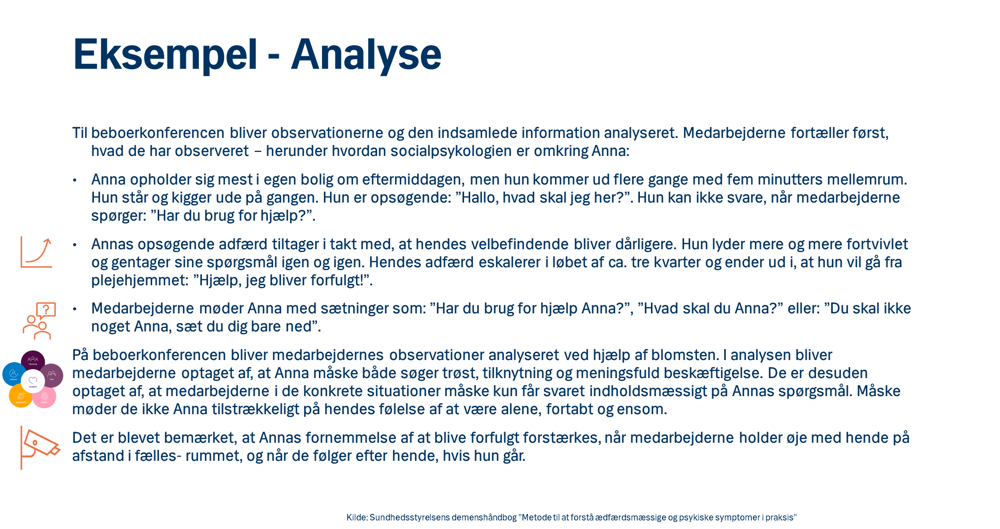 Eksempel - Analyse
Til beboerkonferencen bliver observationerne og den indsamlede information analyseret. Medarbejderne fortæller først,
hvad de har observeret – herunder hvordan socialpsykologien er omkring Anna:
• Anna opholder sig mest i egen bolig om eftermiddagen, men hun kommer ud flere gange med fem minutters mellemrum.
Hun står og kigger ude på gangen. Hun er opsøgende: ”Hallo, hvad skal jeg her?”. Hun kan ikke svare, når medarbejderne
spørger: ”Har du brug for hjælp?”.
• Annas opsøgende adfærd tiltager i takt med, at hendes velbefindende bliver dårligere. Hun lyder mere og mere fortvivlet
og gentager sine spørgsmål igen og igen. Hendes adfærd eskalerer i løbet af ca. tre kvarter og ender ud i, at hun vil gå fra
plejehjemmet: ”Hjælp, jeg bliver forfulgt!”.
?
• Medarbejderne møder Anna med sætninger som: ”Har du brug for hjælp Anna?”, ”Hvad skal du Anna?” eller: ”Du skal ikke
noget Anna, sæt du dig bare ned”.
På beboerkonferencen bliver medarbejdernes observationer analyseret ved hjælp af blomsten. I analysen bliver
medarbejderne optaget af, at Anna måske både søger trøst, tilknytning og meningsfuld beskæftigelse. De er desuden
optaget af, at medarbejderne i de konkrete situationer måske kun får svaret indholdsmæssigt på Annas spørgsmål. Måske
møder de ikke Anna tilstrækkeligt på hendes følelse af at være alene, fortabt og ensom.
Det er blevet bemærket, at Annas fornemmelse af at blive forfulgt forstærkes, når medarbejderne holder øje med hende på
afstand i fælles- rummet, og når de følger efter hende, hvis hun går.
Kilde: Sundhedsstyrelsens demenshåndbog "Metode til at forstå ædfærdsmæssige og psykiske symptomer i praksis"